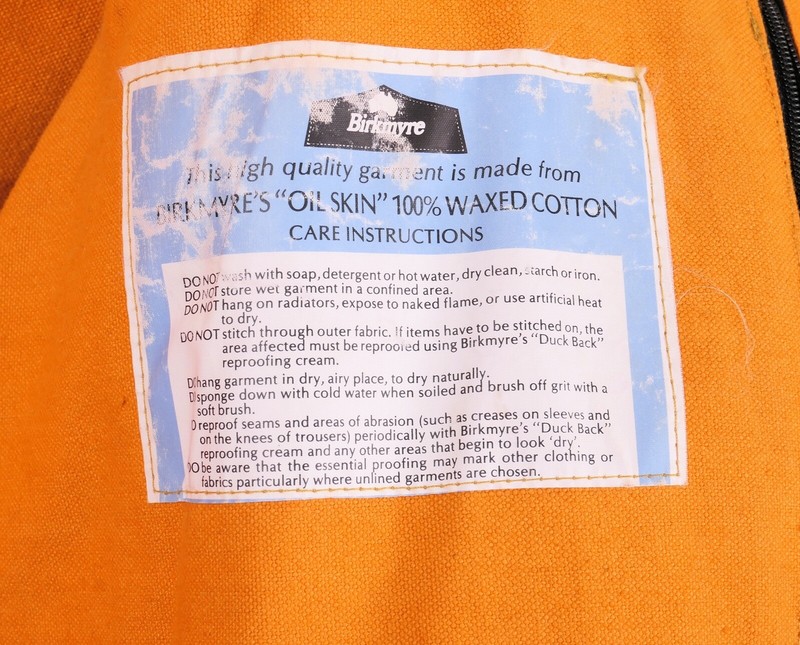 Birkmyre
This high quality garment is made from
BIRKMYRE'S "OIL SKIN" 100% WAXED COTTON
CARE INSTRUCTIONS
DO NOT wash with soap, detergent or hot water, dry clean, starch or iron.
DO NOT store wet garment in a confined area.
DO NOT hang on radiators, expose to naked flame, or use artificial heat
to dry.
DO NOT stitch through outer fabric. If items have to be stitched on, the
area affected must be reproofed using Birkmyre's "Duck Back"
reproofing cream.
DO hang garment in dry, airy place, to dry naturally.
DO sponge down with cold water when soiled and brush off grit with a
soft brush.
DO reproof seams and areas of abrasion (such as creases on sleeves and
on the knees of trousers) periodically with Birkmyre's "Duck Back"
reproofing cream and any other areas that begin to look 'dry'.
DO be aware that the essential proofing may mark other clothing or
fabrics particularly where unlined garments are chosen.